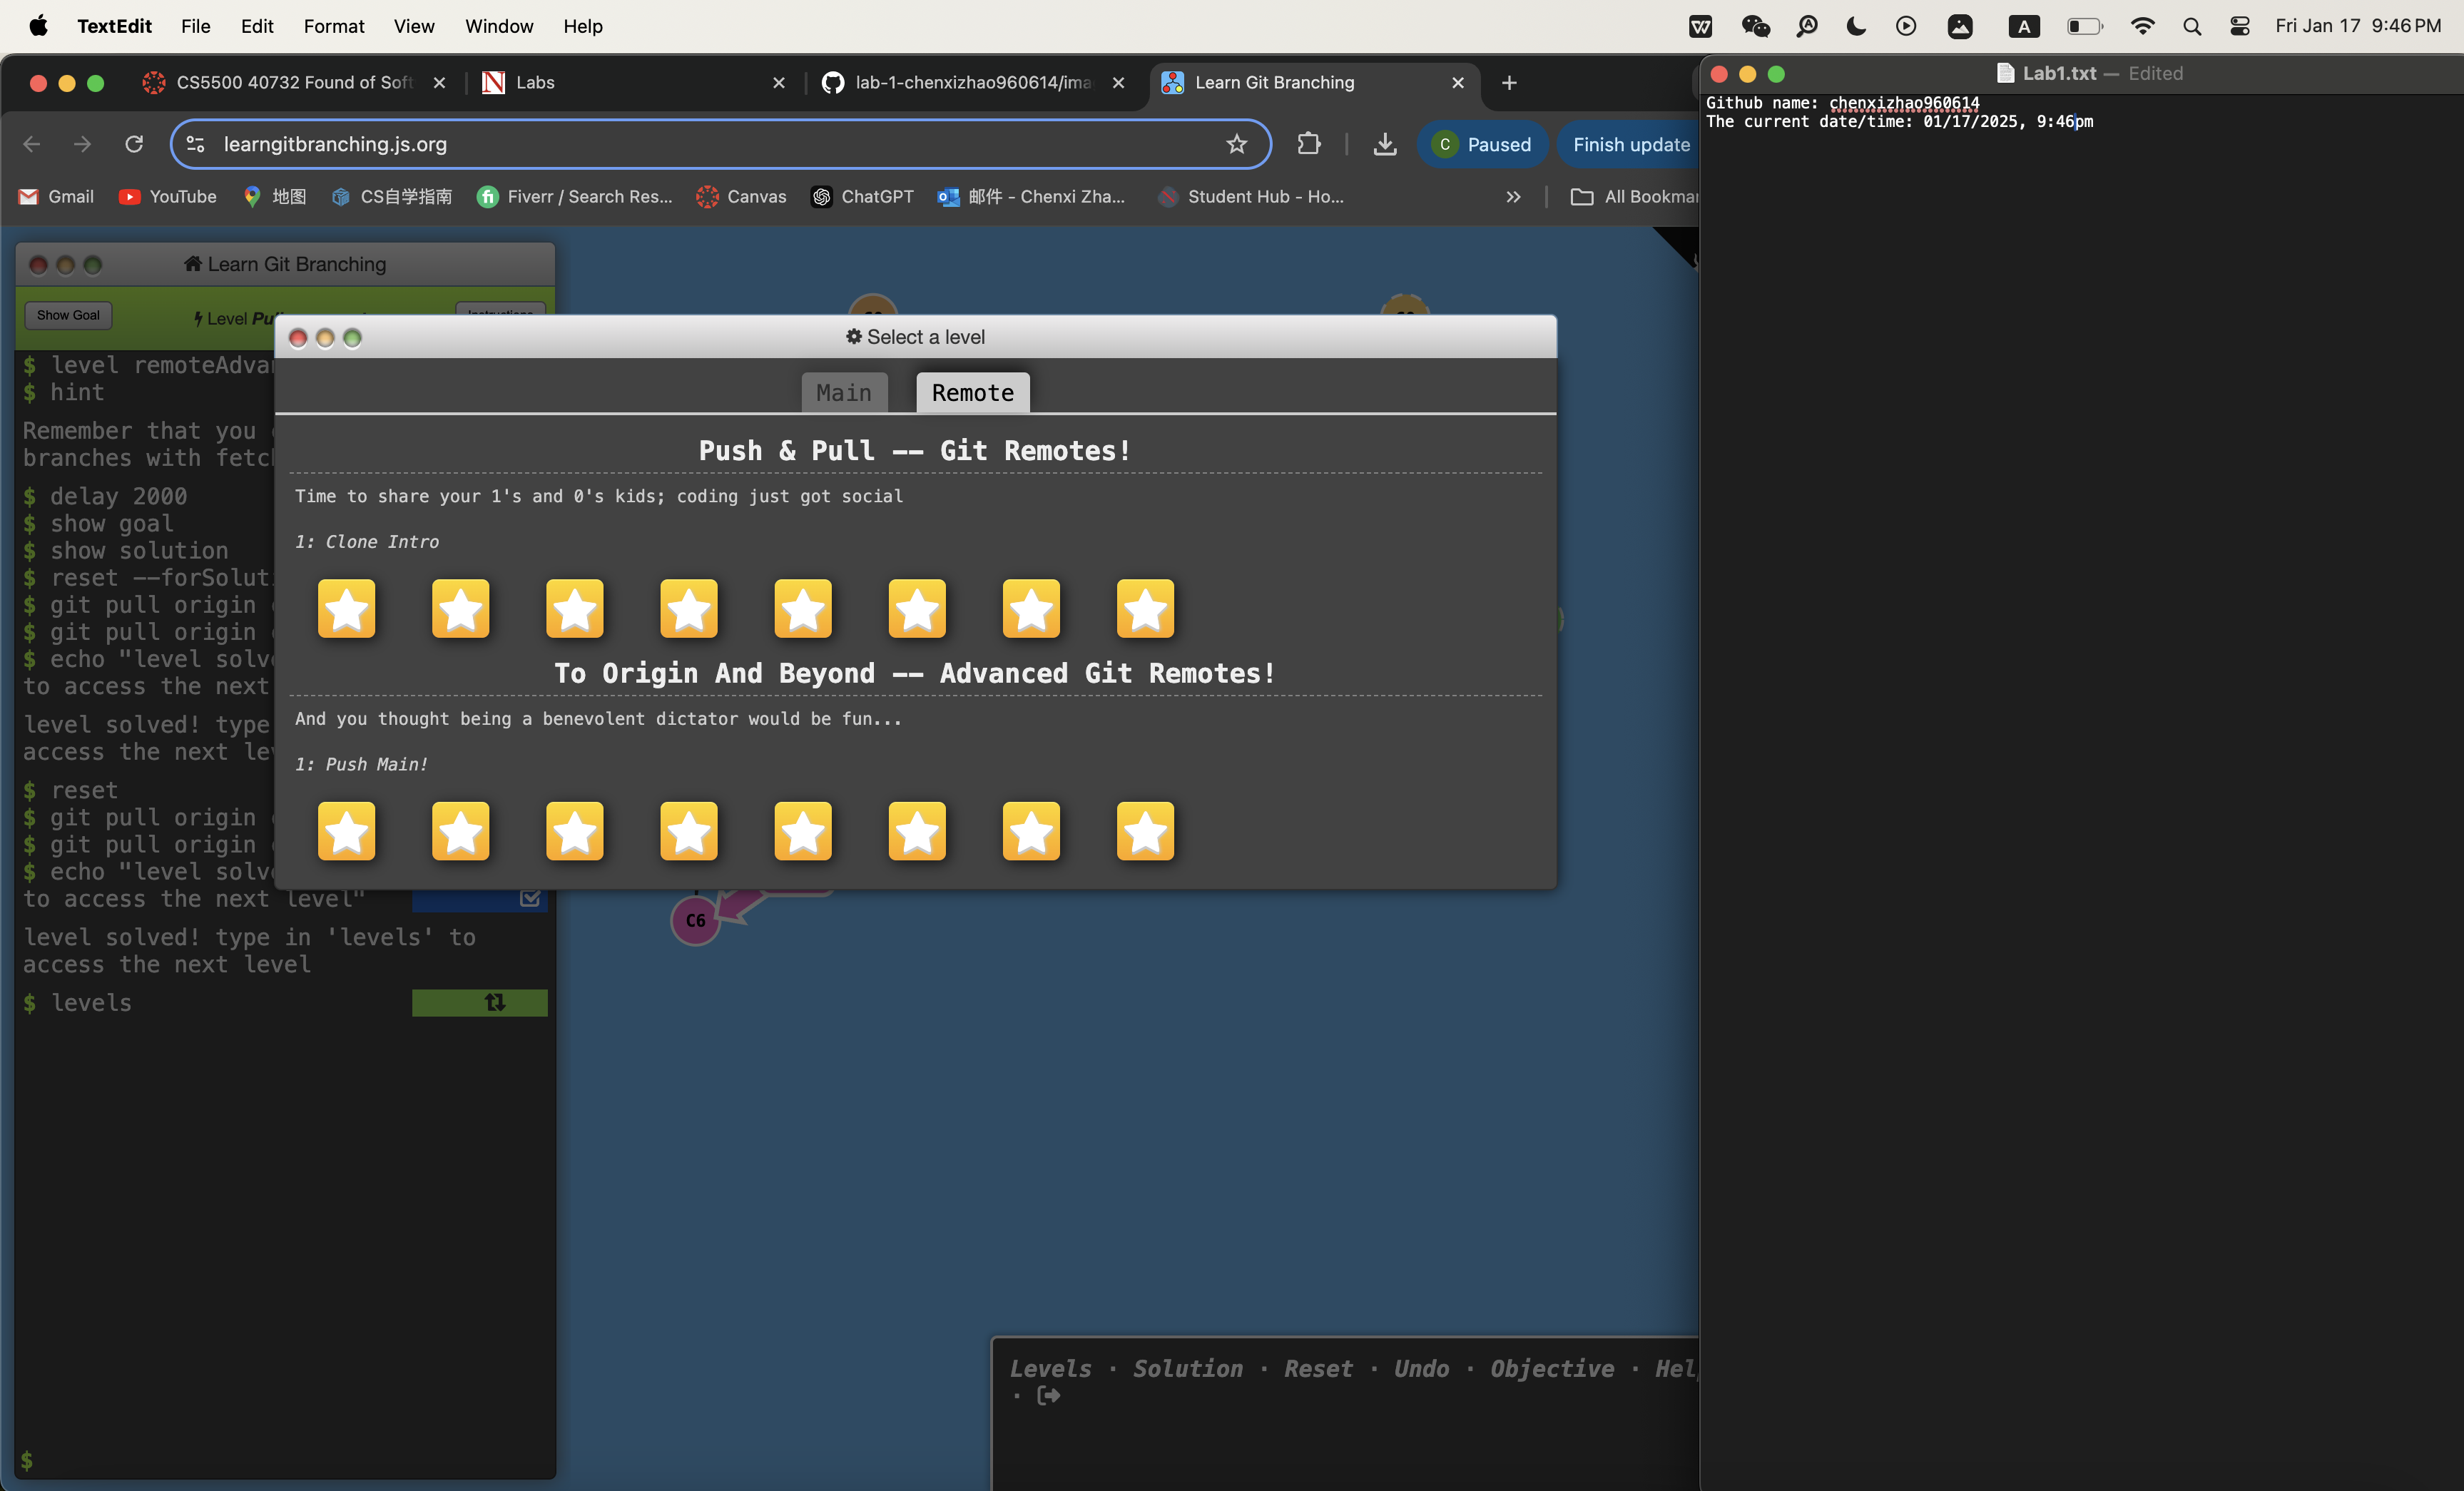 TextEdit File Edit Format View Window Help
A Fri Jan 17 9:46 PM
CS5500 40732 Found of Soft
Labs
lab-1-chenxizhao960614/ima
Learn Git Branching
learngitbranching.js.org
C Paused
Finish update
Gmail YouTube 地图 CS自学指南 Fiverr / Search Res... Canvas ChatGPT 邮件 - Chenxi Zha... Student Hub - Ho... » All Bookmar
Learn Git Branching
Show Goal
Level
$ level remoteAdvan
$ hint
Remember that you
branches with fetch
$ delay 2000
$ show goal
$ show solution
$ reset --forSoluti
$ git pull origin
$ git pull origin
$ echo "level solve
to access the next
level solved! type
access the next lev
$ reset
$ git pull origin
$ git pull origin
$ echo "level solve
to access the next level"
level solved! type in 'levels' to
access the next level
$ levels
$
Select a level
Main Remote
Push & Pull -- Git Remotes!
Time to share your 1's and 0's kids; coding just got social
1: Clone Intro
To Origin And Beyond -- Advanced Git Remotes!
And you thought being a benevolent dictator would be fun...
1: Push Main!
C6
Levels · Solution · Reset · Undo · Objective · Hel
·
Lab1.txt — Edited
Github name: chenxizhao960614
The current date/time: 01/17/2025, 9:46pm